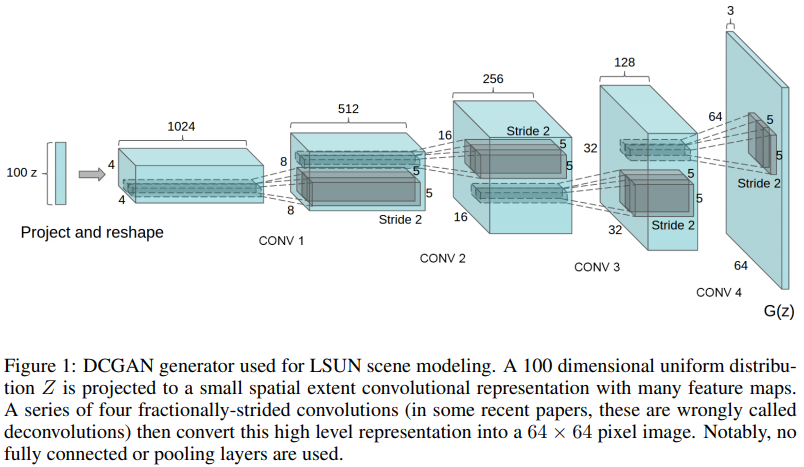 100 z
Project and reshape
1024
4
4
CONV 1
512
8
8
5
5
Stride 2
CONV 2
256
16
16
Stride 2
5
5
CONV 3
128
32
32
5
5
Stride 2
CONV 4
3
64
64
5
5
Stride 2
G(z)
Figure 1: DCGAN generator used for LSUN scene modeling. A 100 dimensional uniform distribu-
tion Z is projected to a small spatial extent convolutional representation with many feature maps.
A series of four fractionally-strided convolutions (in some recent papers, these are wrongly called
deconvolutions) then convert this high level representation into a 64 × 64 pixel image. Notably, no
fully connected or pooling layers are used.